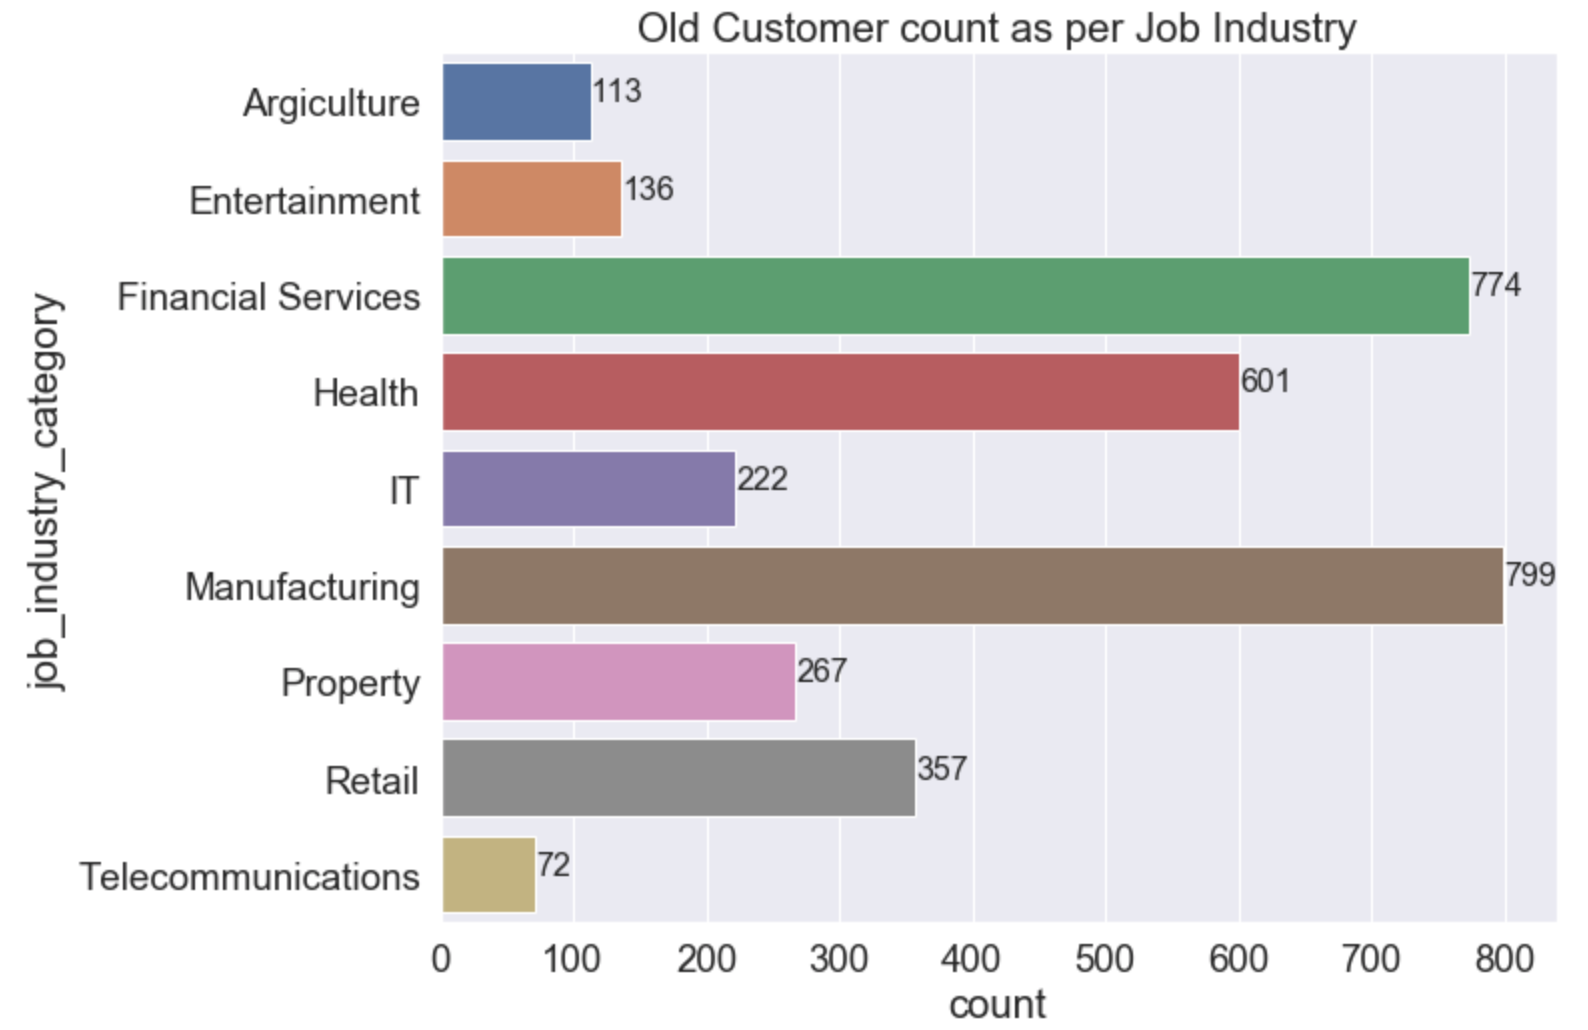 Old Customer count as per Job Industry
job_industry_category
Argiculture 113
Entertainment 136
Financial Services 774
Health 601
IT 222
Manufacturing 799
Property 267
Retail 357
Telecommunications 72
0 100 200 300 400 500 600 700 800
count